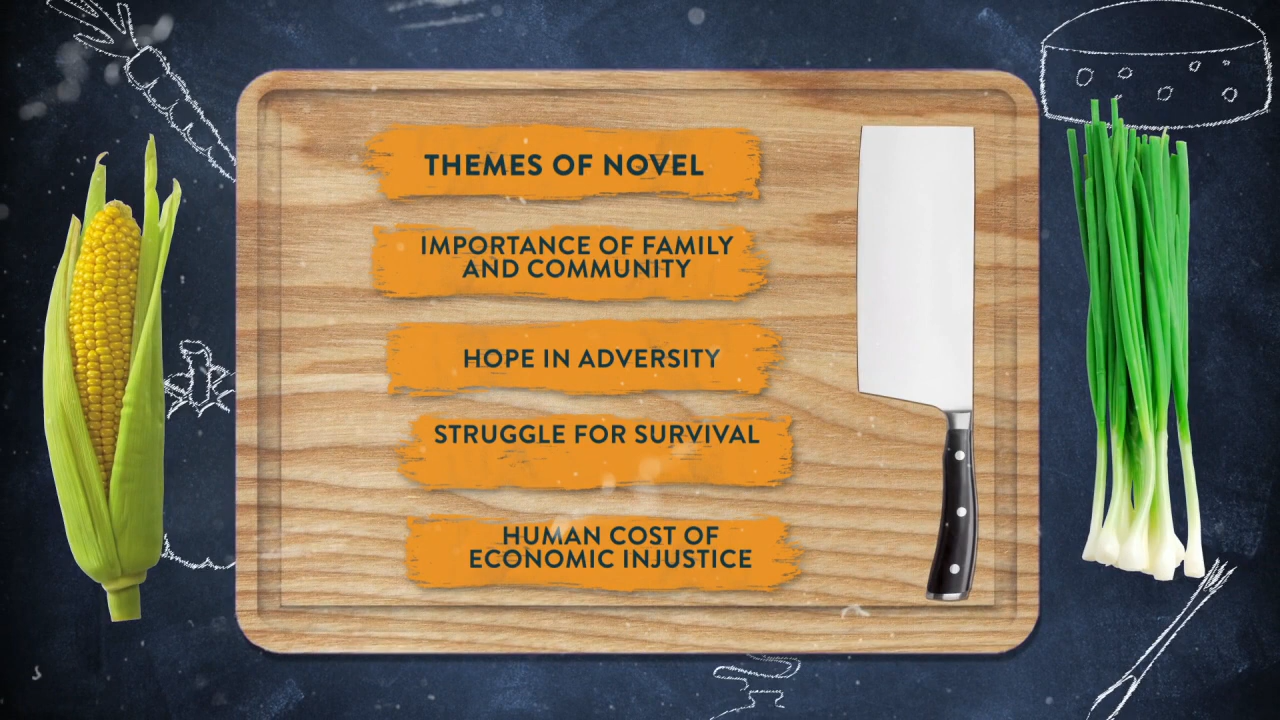 THEMES OF NOVEL
IMPORTANCE OF FAMILY
AND COMMUNITY
HOPE IN ADVERSITY
STRUGGLE FOR SURVIVAL
HUMAN COST OF
ECONOMIC INJUSTICE